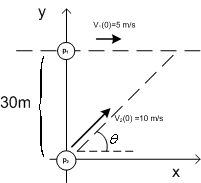 y
V₁(0)=5 m/s
P₁
30m
V₂(0) =10 m/s
θ
P₂
x